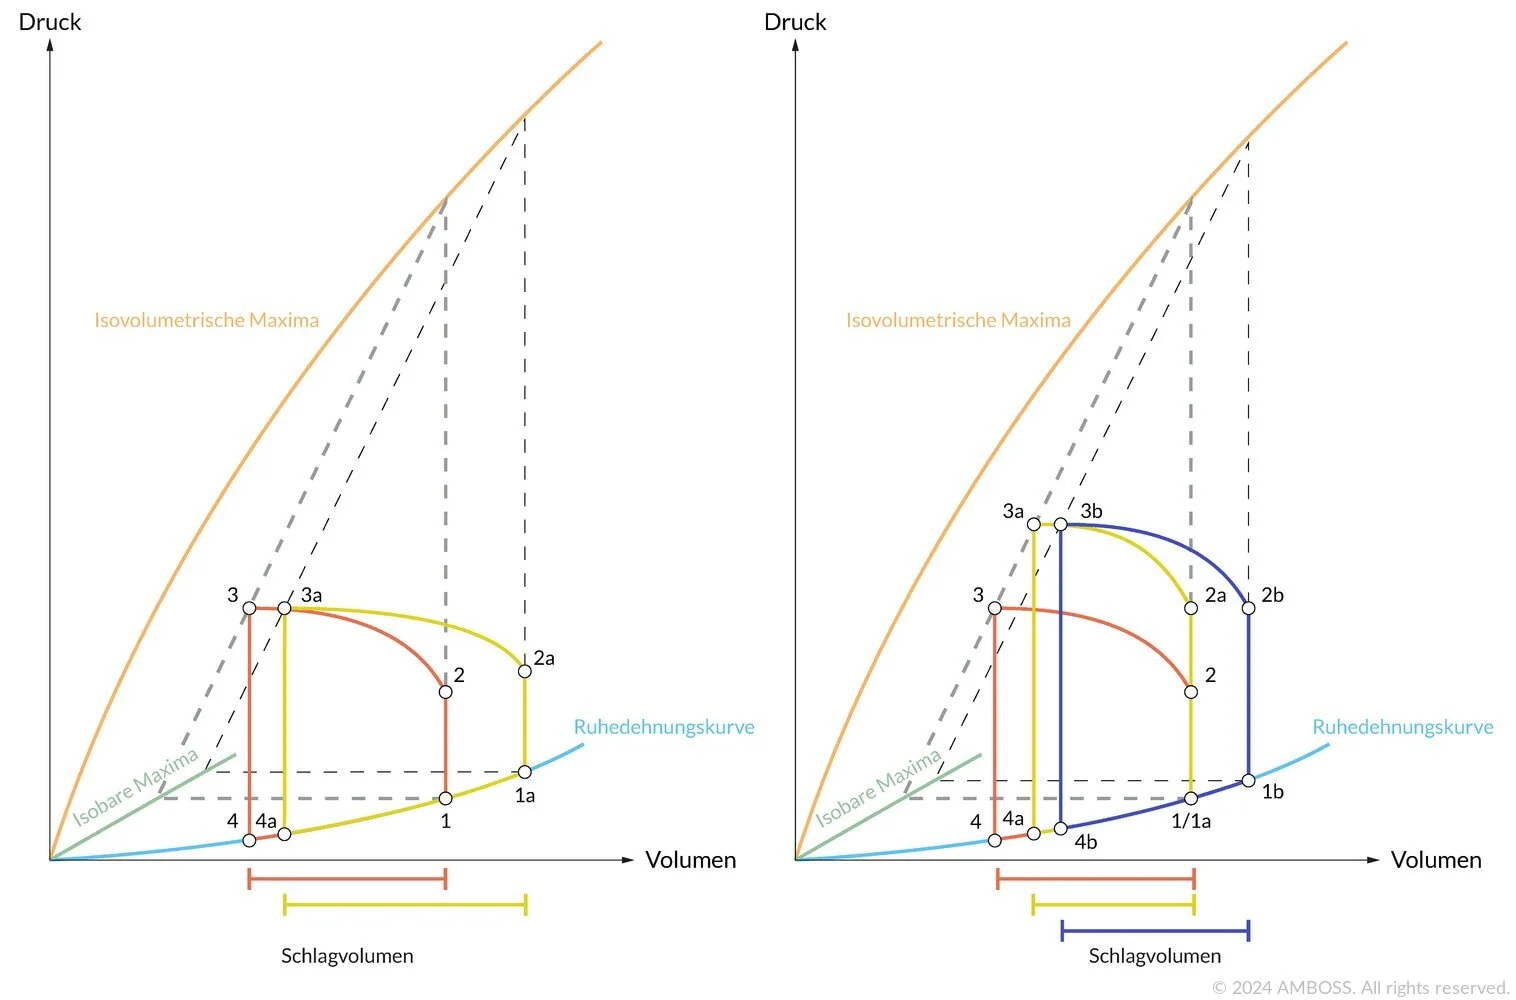 Druck
Isovolumetrische Maxima
3
3a
2
2a
Ruhedehnungskurve
Isobare Maxima
1a
4
4a
1
Volumen
Schlagvolumen
Druck
Isovolumetrische Maxima
3a
3b
3
2a
2b
2
Ruhedehnungskurve
Isobare Maxima
1b
4
4a
1/1a
4b
Volumen
Schlagvolumen
© 2024 AMBOSS. All rights reserved.